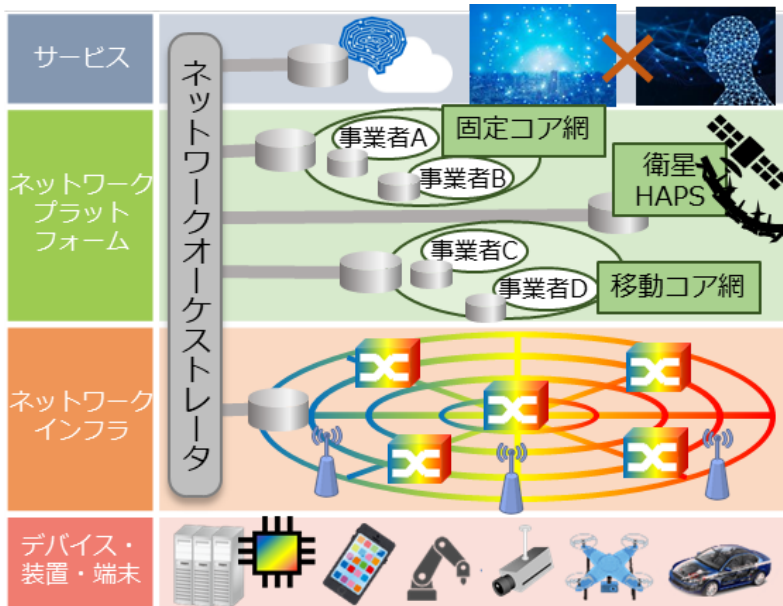 サービス
ネットワークオーケストレータ
ネットワーク
プラット
フォーム
事業者A
固定コア網
事業者B
衛星
HAPS
事業者C
事業者D
移動コア網
ネットワーク
インフラ
デバイス・
装置・端末